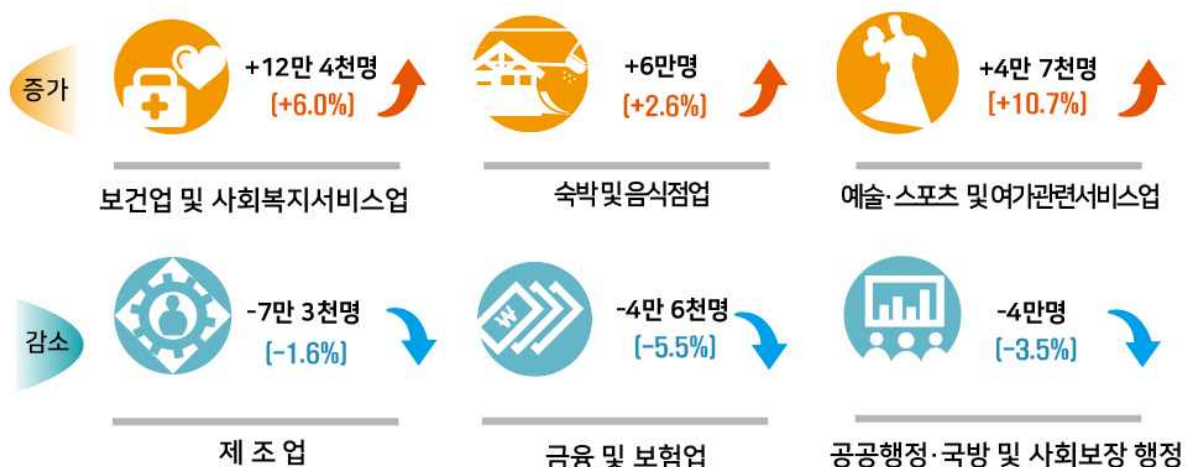 증가
+12만 4천명
(+6.0%)
보건업 및 사회복지서비스업
+6만명
(+2.6%)
숙박 및 음식점업
+4만 7천명
(+10.7%)
예술·스포츠 및 여가관련서비스업
감소
-7만 3천명
(-1.6%)
제 조 업
₩
-4만 6천명
(-5.5%)
금융 및 보험업
-4만명
(-3.5%)
공공행정·국방 및 사회보장 행정